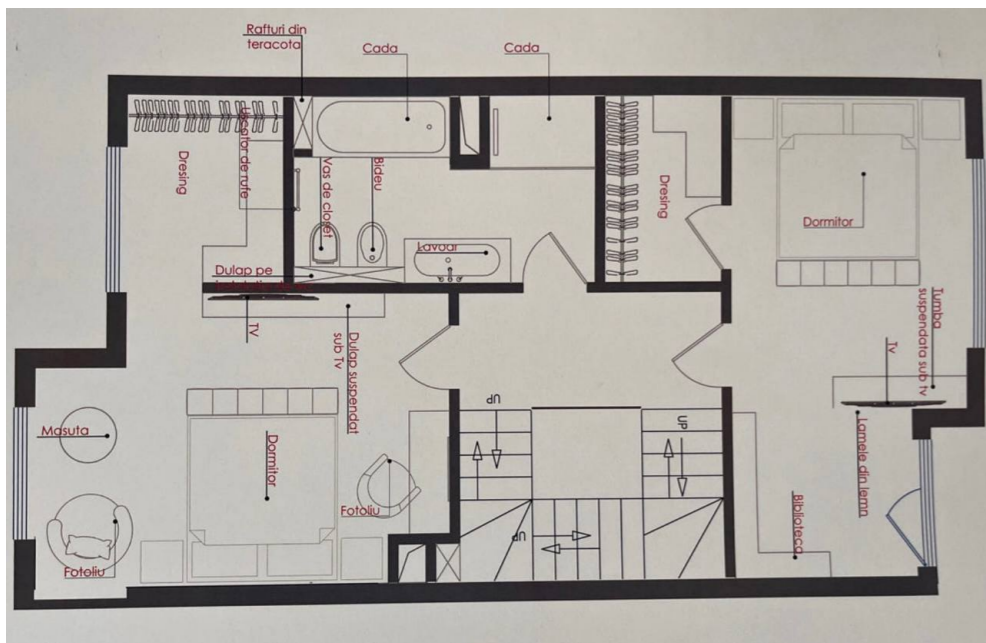 Rafturi din
teracota
Cada
Cada
Uscator de rufe
Dresing
Vas de closet
Bideu
Dresing
Dormitor
Lavoar
Dulap pe
TV
Dulap suspendat
sub Tv
Tumba
suspendata sub tv
Tv
Masuta
Dormitor
Fotoliu
Fotoliu
UP
UP
UP
Lamele din lemn
Biblioteca